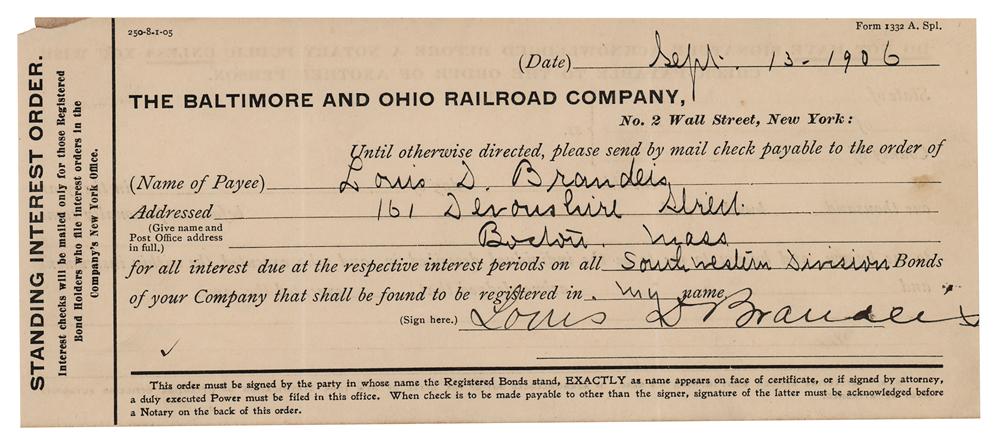 250-8-1-05
Form 1332 A. Spl.
STANDING INTEREST ORDER.
Interest checks will be mailed only for those Registered
Bond Holders who file interest orders in the
Company's New York Office.
(Date) Sept. 13 - 1906
THE BALTIMORE AND OHIO RAILROAD COMPANY,
No. 2 Wall Street, New York:
Until otherwise directed, please send by mail check payable to the order of
(Name of Payee) Louis D. Brandeis
Addressed 161 Devonshire Street
(Give name and
Post Office address
in full.) Boston. Mass
for all interest due at the respective interest periods on all Southwestern Division Bonds
of your Company that shall be found to be registered in my name.
(Sign here.) Louis D Brandeis
This order must be signed by the party in whose name the Registered Bonds stand, EXACTLY as name appears on face of certificate, or if signed by attorney,
a duly executed Power must be filed in this office. When check is to be made payable to other than the signer, signature of the latter must be acknowledged before
a Notary on the back of this order.